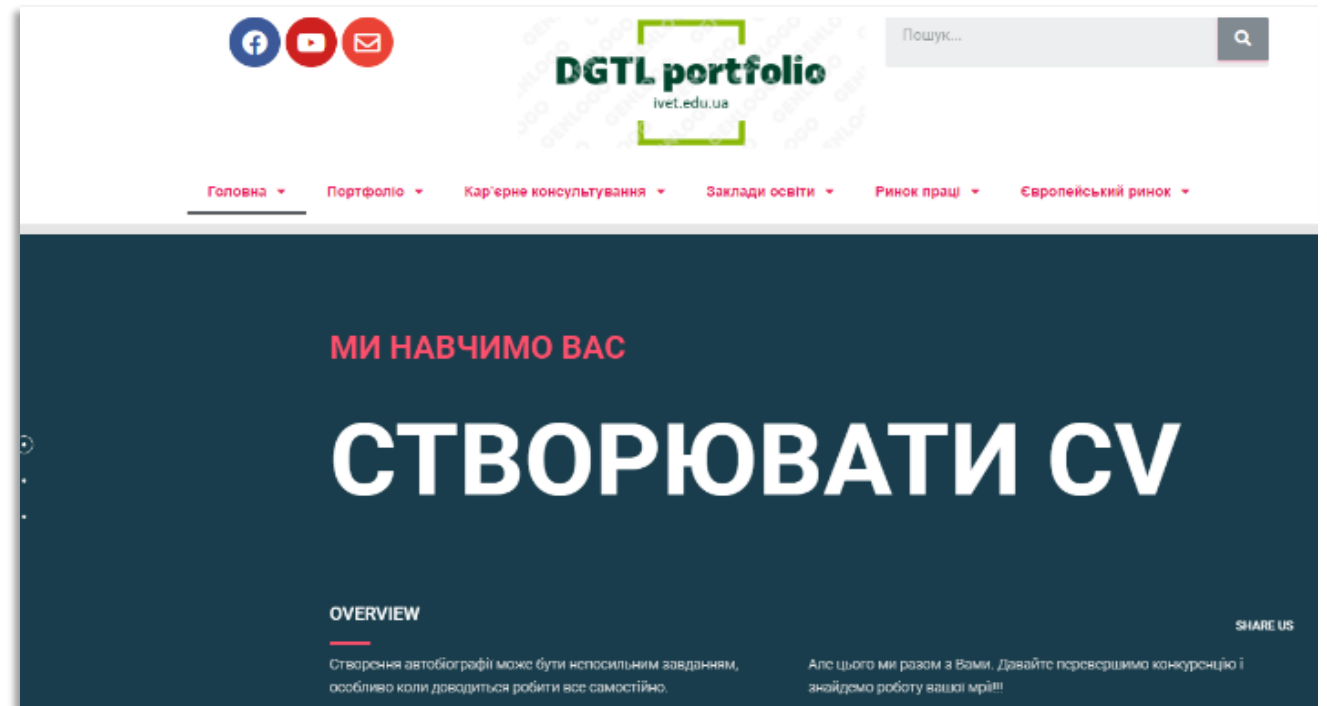 DGTL portfolio
ivet.edu.ua
Пошук...
Головна
Портфоліо
Кар'єрне консультування
Заклади освіти
Ринок праці
Європейський ринок
МИ НАВЧИМО ВАС
СТВОРЮВАТИ CV
OVERVIEW
SHARE US
Створення автобіографії може бути непосильним завданням,
особливо коли доводиться робити все самостійно.
Але цього ми разом з Вами. Давайте перевершимо конкуренцію і
знайдемо роботу вашої мрії!!!
GENLOGO